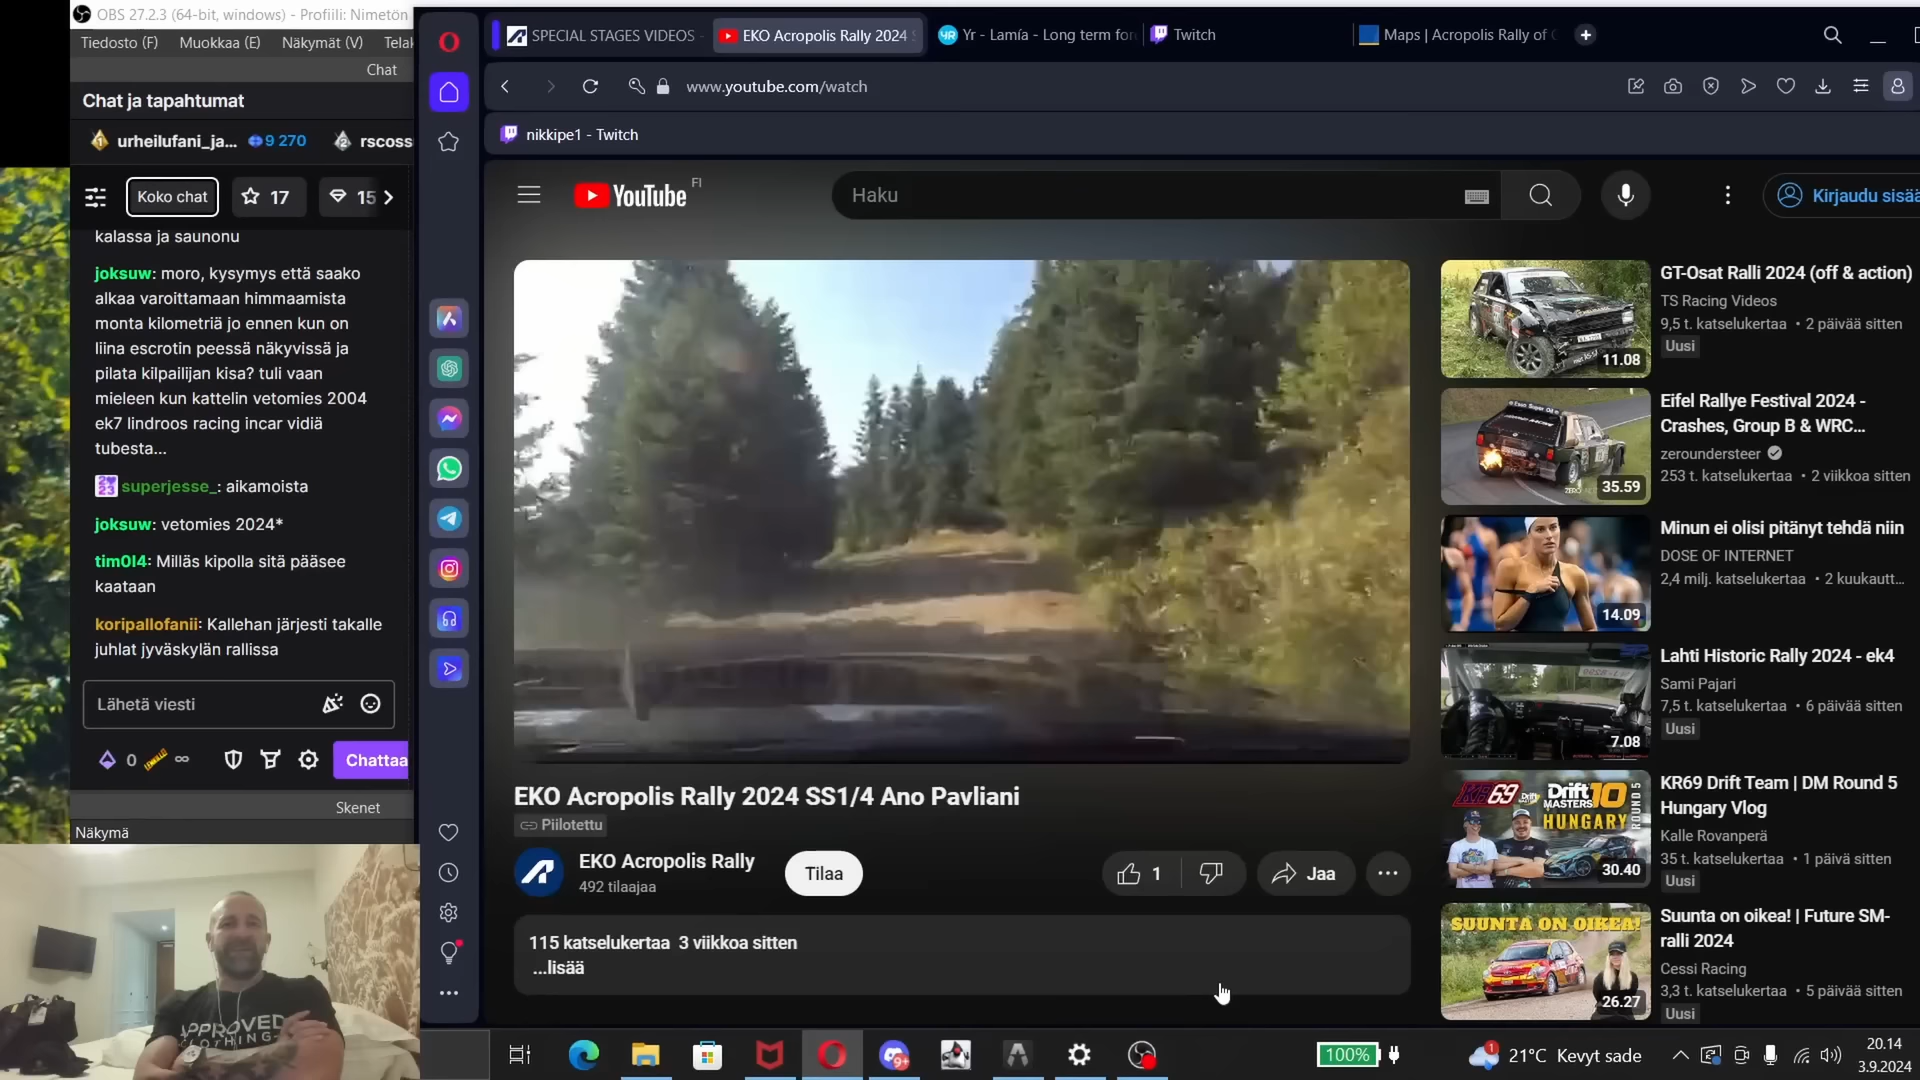 OBS 27.2.3 (64-bit, windows) - Profiili: Nimetön
Tiedosto (F) Muokkaa (E) Näkymät (V) Telak
Chat
Chat ja tapahtumat
urheilufani_ja... 9 270 rscoss
Koko chat 17 15
kalassa ja saunonu
joksuw: moro, kysymys että saako
alkaa varoittamaan himmaamista
monta kilometriä jo ennen kun on
liina escrotin peessä näkyvissä ja
pilata kilpailijan kisa? tuli vaan
mieleen kun kattelin vetomies 2004
ek7 lindroos racing incar vidiä
tubesta...
superjesse_: aikamoista
joksuw: vetomies 2024*
tim0l4: Milläs kipolla sitä pääsee
kaataan
koripallofanii: Kallehan järjesti takalle
juhlat jyväskylän rallissa
Lähetä viesti
0 ∞ Chattaa
Skenet
Näkymä
APPROVED
CLOTHING
SPECIAL STAGES VIDEOS -
EKO Acropolis Rally 2024 S
Yr - Lamía - Long term for
Twitch
Maps | Acropolis Rally of G
www.youtube.com/watch
nikkipe1 - Twitch
YouTube FI
Haku
Kirjaudu sisää
EKO Acropolis Rally 2024 SS1/4 Ano Pavliani
Piilotettu
EKO Acropolis Rally
492 tilaajaa
Tilaa
1
Jaa
115 katselukertaa 3 viikkoa sitten
...lisää
GT-Osat Ralli 2024 (off & action)
TS Racing Videos
9,5 t. katselukertaa • 2 päivää sitten
Uusi
11.08
Eifel Rallye Festival 2024 -
Crashes, Group B & WRC...
zeroundersteer
253 t. katselukertaa • 2 viikkoa sitten
35.59
Minun ei olisi pitänyt tehdä niin
DOSE OF INTERNET
2,4 milj. katselukertaa • 2 kuukautt...
14.09
Lahti Historic Rally 2024 - ek4
Sami Pajari
7,5 t. katselukertaa • 6 päivää sitten
Uusi
7.08
KR69 Drift Team | DM Round 5
Hungary Vlog
Kalle Rovanperä
35 t. katselukertaa • 1 päivä sitten
Uusi
Drift
MASTERS
HUNGARY
ROUND 5
30.40
Suunta on oikea! | Future SM-
ralli 2024
Cessi Racing
3,3 t. katselukertaa • 5 päivää sitten
Uusi
SUUNTA ON OIKEA!
26.27
9+
100%
1
21°C Kevyt sade
20.14
3.9.2024